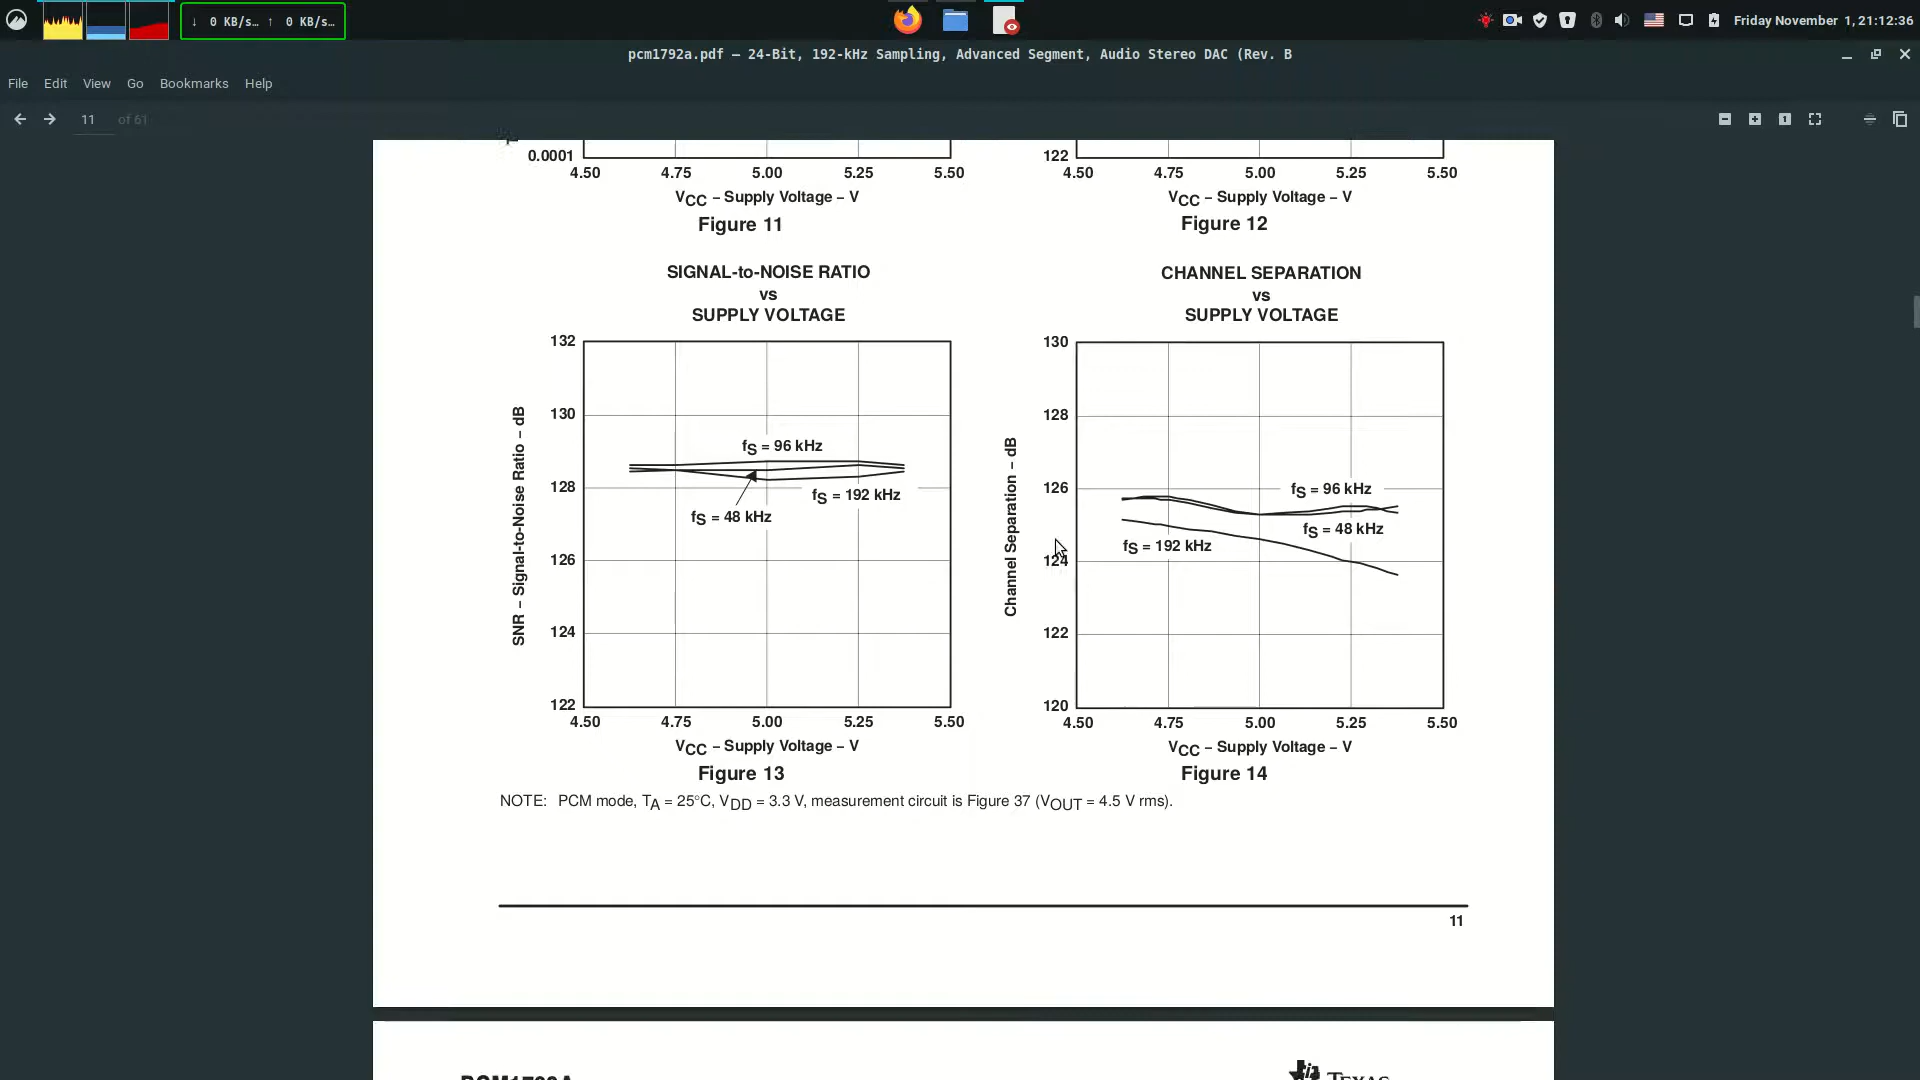 ↓ 0 KB/s… ↑ 0 KB/s…
Friday November 1, 21:12:36
pcm1792a.pdf — 24-Bit, 192-kHz Sampling, Advanced Segment, Audio Stereo DAC (Rev. B
File Edit View Go Bookmarks Help
11 of 61
0.0001
4.50 4.75 5.00 5.25 5.50
VCC – Supply Voltage – V
Figure 11
122
4.50 4.75 5.00 5.25 5.50
VCC – Supply Voltage – V
Figure 12
SIGNAL-to-NOISE RATIO
vs
SUPPLY VOLTAGE
SNR – Signal-to-Noise Ratio – dB
132
130
128
126
124
122
fS = 96 kHz
fS = 192 kHz
fS = 48 kHz
4.50 4.75 5.00 5.25 5.50
VCC – Supply Voltage – V
Figure 13
CHANNEL SEPARATION
vs
SUPPLY VOLTAGE
Channel Separation – dB
130
128
126
124
122
120
fS = 96 kHz
fS = 48 kHz
fS = 192 kHz
4.50 4.75 5.00 5.25 5.50
VCC – Supply Voltage – V
Figure 14
NOTE: PCM mode, TA = 25°C, VDD = 3.3 V, measurement circuit is Figure 37 (VOUT = 4.5 V rms).
11